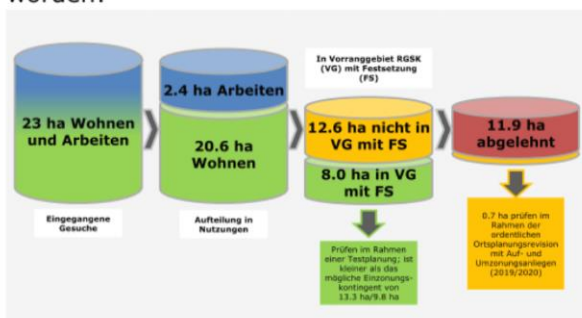 In Vorranggebiet RGSK
(VG) mit Festsetzung
(FS)
2.4 ha Arbeiten
23 ha Wohnen
und Arbeiten
20.6 ha
Wohnen
12.6 ha nicht in
VG mit FS
8.0 ha in VG
mit FS
11.9 ha
abgelehnt
Eingegangene
Gesuche
Aufteilung in
Nutzungen
Prüfen im Rahmen
einer Testplanung; ist
kleiner als das
mögliche Einzonungs-
kontingent von
13.3 ha/9.8 ha
0.7 ha prüfen im
Rahmen der
ordentlichen
Ortsplanungsrevision
mit Auf- und
Umzonungsanliegen
(2019/2020)